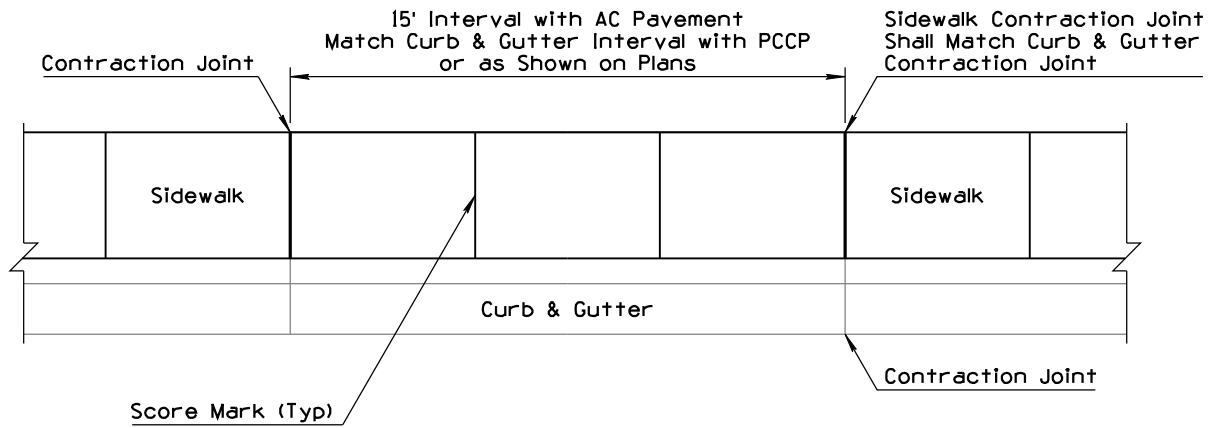 15' Interval with AC Pavement
Match Curb & Gutter Interval with PCCP
or as Shown on Plans
Sidewalk Contraction Joint
Shall Match Curb & Gutter
Contraction Joint
Contraction Joint
Sidewalk
Sidewalk
Curb & Gutter
Contraction Joint
Score Mark (Typ)